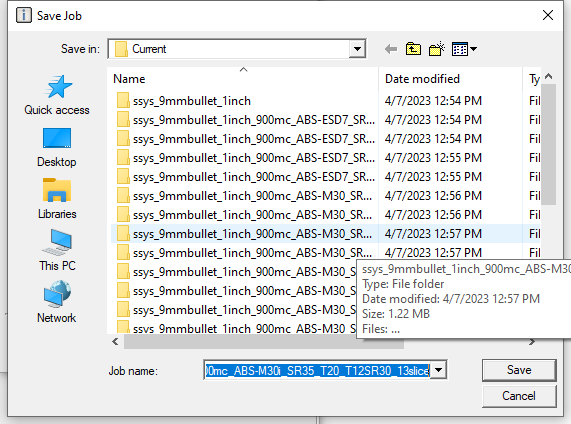 Save Job
Save in: Current
Name Date modified Ty
ssys_9mmbullet_1inch 4/7/2023 12:54 PM Fil
ssys_9mmbullet_1inch_900mc_ABS-ESD7_SR... 4/7/2023 12:54 PM Fil
ssys_9mmbullet_1inch_900mc_ABS-ESD7_SR... 4/7/2023 12:54 PM Fil
ssys_9mmbullet_1inch_900mc_ABS-ESD7_SR... 4/7/2023 12:55 PM Fil
ssys_9mmbullet_1inch_900mc_ABS-ESD7_SR... 4/7/2023 12:55 PM Fil
ssys_9mmbullet_1inch_900mc_ABS-M30_SR... 4/7/2023 12:56 PM Fil
ssys_9mmbullet_1inch_900mc_ABS-M30_SR... 4/7/2023 12:56 PM Fil
ssys_9mmbullet_1inch_900mc_ABS-M30_SR... 4/7/2023 12:57 PM Fil
ssys_9mmbullet_1inch_900mc_ABS-M30_SR... 4/7/2023 12:57 PM Fil
ssys_9mmbullet_1inch_900mc_ABS-M30_S
ssys_9mmbullet_1inch_900mc_ABS-M30_S
ssys_9mmbullet_1inch_900mc_ABS-M30_S
ssys_9mmbullet_1inch_900mc_ABS-M30_S
Quick access
Desktop
Libraries
This PC
Network
ssys_9mmbullet_1inch_900mc_ABS-M30
Type: File folder
Date modified: 4/7/2023 12:57 PM
Size: 1.22 MB
Files: ...
Job name: 00mc_ABS-M30i_SR35_T20_T12SR30_13slice
Save
Cancel